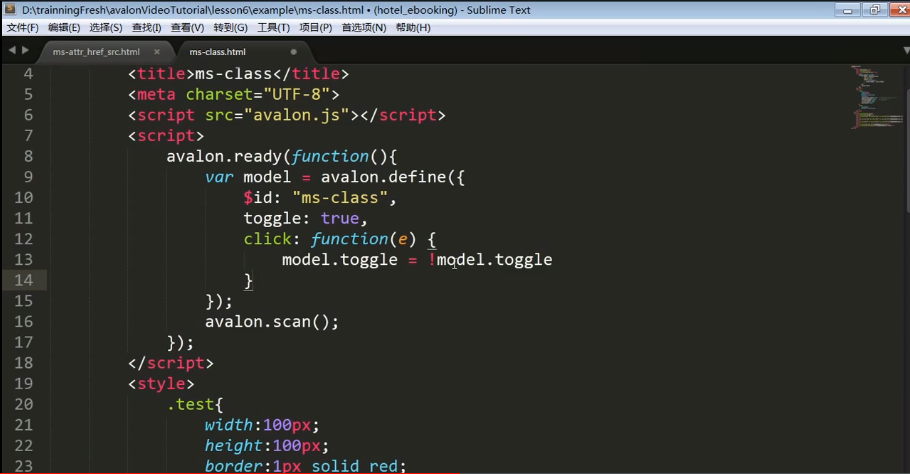 D:\trainningFresh\avalonVideoTutorial\lesson6\example\ms-class.html • (hotel_ebooking) - Sublime Text
文件(F) 编辑(E) 选择(S) 查找(I) 查看(V) 转到(G) 工具(T) 项目(P) 首选项(N) 帮助(H)
ms-attr_href_src.html × ms-class.html
4 <title>ms-class</title>
5 <meta charset="UTF-8">
6 <script src="avalon.js"></script>
7 <script>
8 avalon.ready(function(){
9 var model = avalon.define({
10 $id: "ms-class",
11 toggle: true,
12 click: function(e) {
13 model.toggle = !model.toggle
14 }
15 });
16 avalon.scan();
17 });
18 </script>
19 <style>
20 .test{
21 width:100px;
22 height:100px;
23 border:1px solid red;